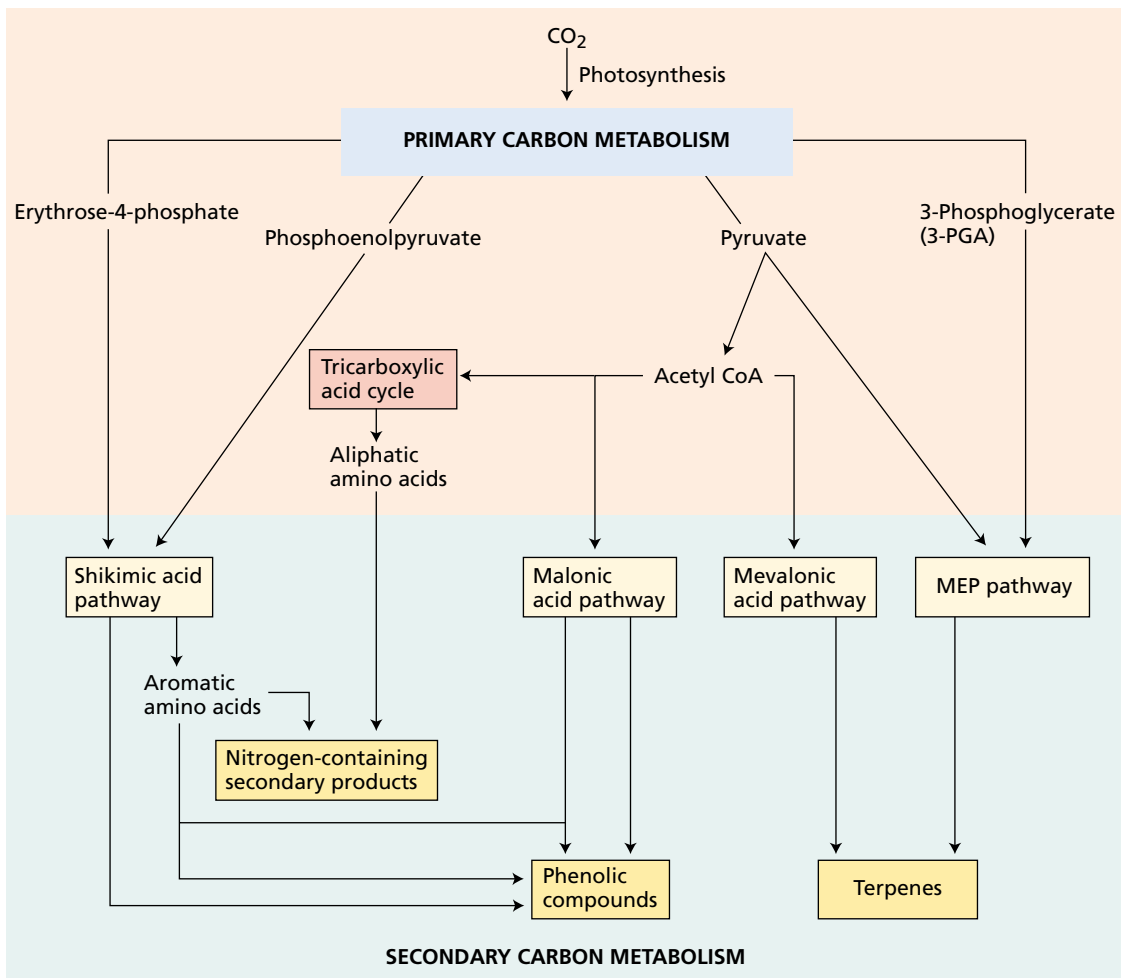 CO2
Photosynthesis
PRIMARY CARBON METABOLISM
Erythrose-4-phosphate
Phosphoenolpyruvate
Pyruvate
3-Phosphoglycerate
(3-PGA)
Tricarboxylic
acid cycle
Acetyl CoA
Aliphatic
amino acids
Shikimic acid
pathway
Malonic
acid pathway
Mevalonic
acid pathway
MEP pathway
Aromatic
amino acids
Nitrogen-containing
secondary products
Phenolic
compounds
Terpenes
SECONDARY CARBON METABOLISM